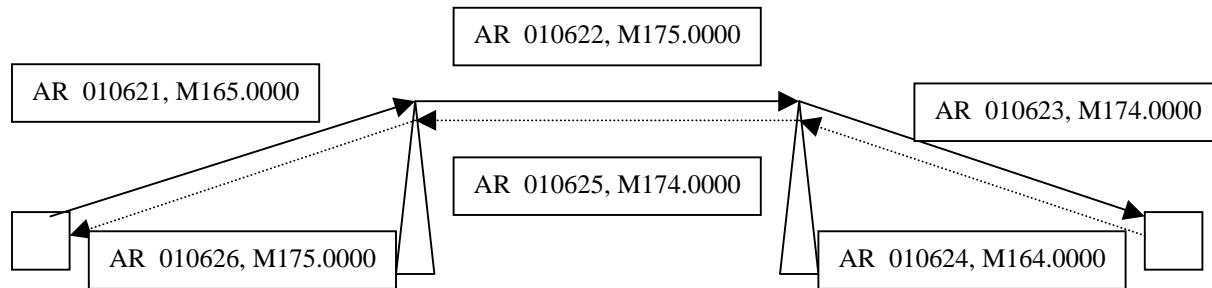 AR 010622, M175.0000
AR 010621, M165.0000
AR 010623, M174.0000
AR 010625, M174.0000
AR 010626, M175.0000
AR 010624, M164.0000